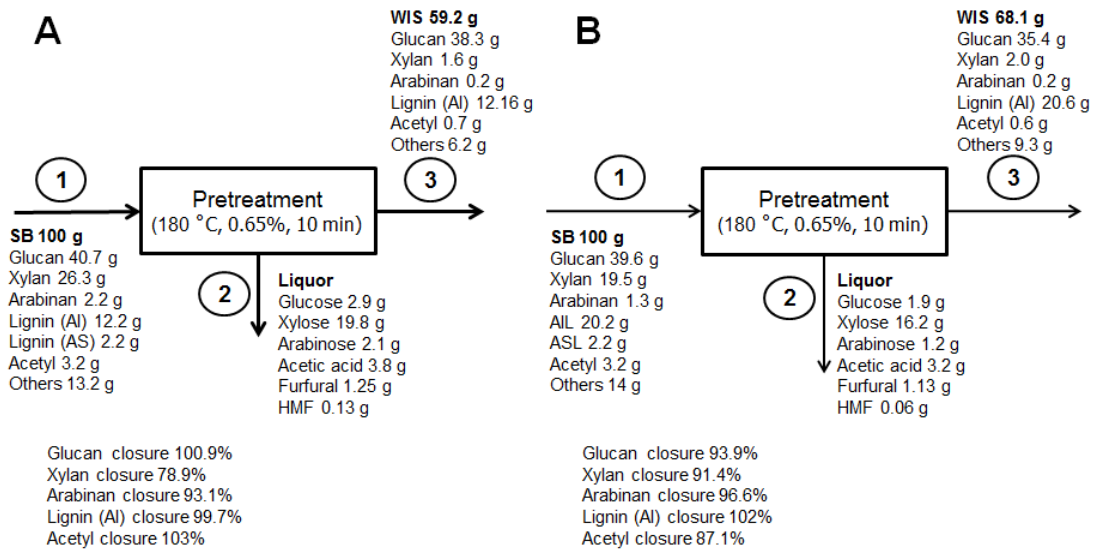 A
WIS 59.2 g
Glucan 38.3 g
Xylan 1.6 g
Arabinan 0.2 g
Lignin (AI) 12.16 g
Acetyl 0.7 g
Others 6.2 g
1
3
Pretreatment
(180 °C, 0.65%, 10 min)
SB 100 g
Glucan 40.7 g
Xylan 26.3 g
Arabinan 2.2 g
Lignin (AI) 12.2 g
Lignin (AS) 2.2 g
Acetyl 3.2 g
Others 13.2 g
2
Liquor
Glucose 2.9 g
Xylose 19.8 g
Arabinose 2.1 g
Acetic acid 3.8 g
Furfural 1.25 g
HMF 0.13 g
Glucan closure 100.9%
Xylan closure 78.9%
Arabinan closure 93.1%
Lignin (AI) closure 99.7%
Acetyl closure 103%
B
WIS 68.1 g
Glucan 35.4 g
Xylan 2.0 g
Arabinan 0.2 g
Lignin (AI) 20.6 g
Acetyl 0.6 g
Others 9.3 g
1
3
Pretreatment
(180 °C, 0.65%, 10 min)
SB 100 g
Glucan 39.6 g
Xylan 19.5 g
Arabinan 1.3 g
AIL 20.2 g
ASL 2.2 g
Acetyl 3.2 g
Others 14 g
2
Liquor
Glucose 1.9 g
Xylose 16.2 g
Arabinose 1.2 g
Acetic acid 3.2 g
Furfural 1.13 g
HMF 0.06 g
Glucan closure 93.9%
Xylan closure 91.4%
Arabinan closure 96.6%
Lignin (AI) closure 102%
Acetyl closure 87.1%